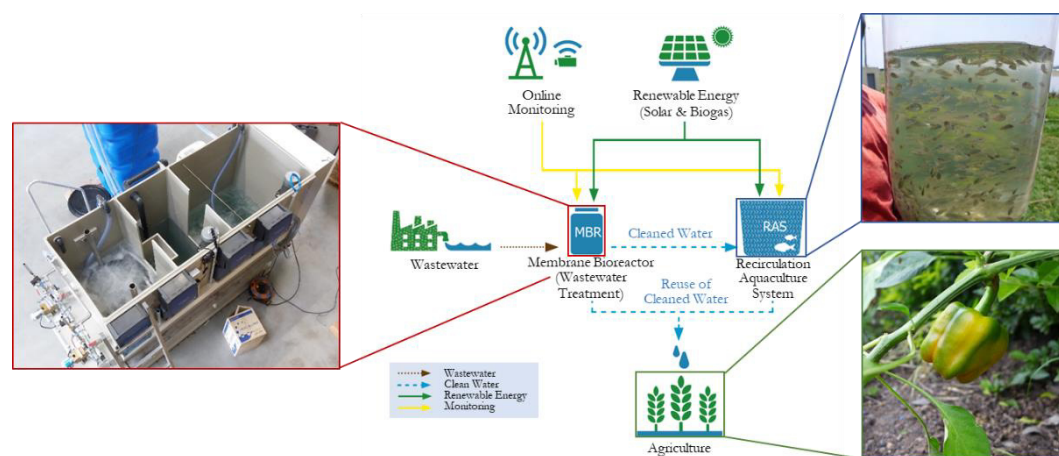 Online
Monitoring
Renewable Energy
(Solar & Biogas)
Wastewater
MBR
Membrane Bioreactor
(Wastewater
Treatment)
Cleaned Water
RAS
Recirculation
Aquaculture
System
Reuse of
Cleaned Water
Wastewater
Clean Water
Renewable Energy
Monitoring
Agriculture